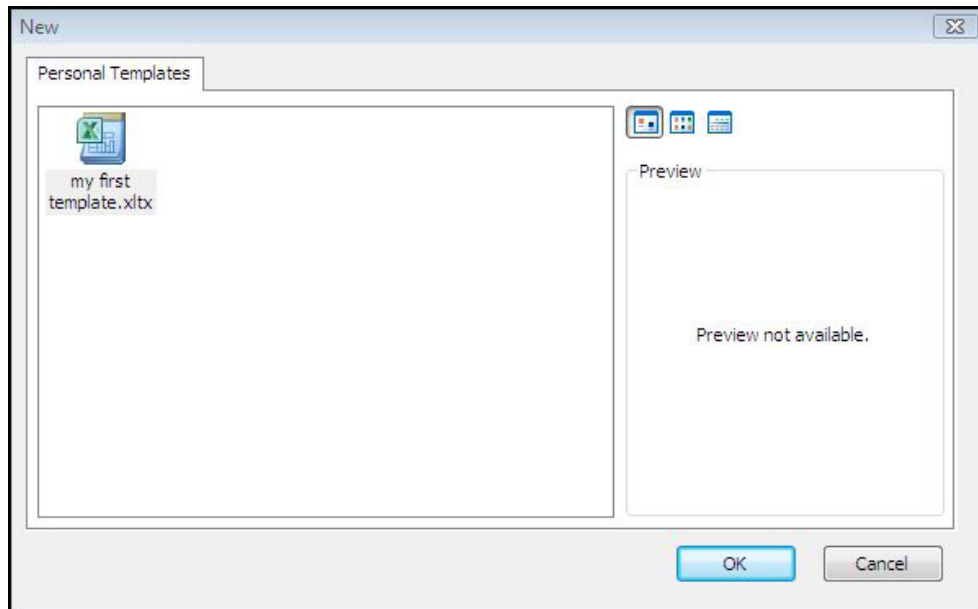 New
Personal Templates
my first
template.xltx
Preview
Preview not available.
OK
Cancel